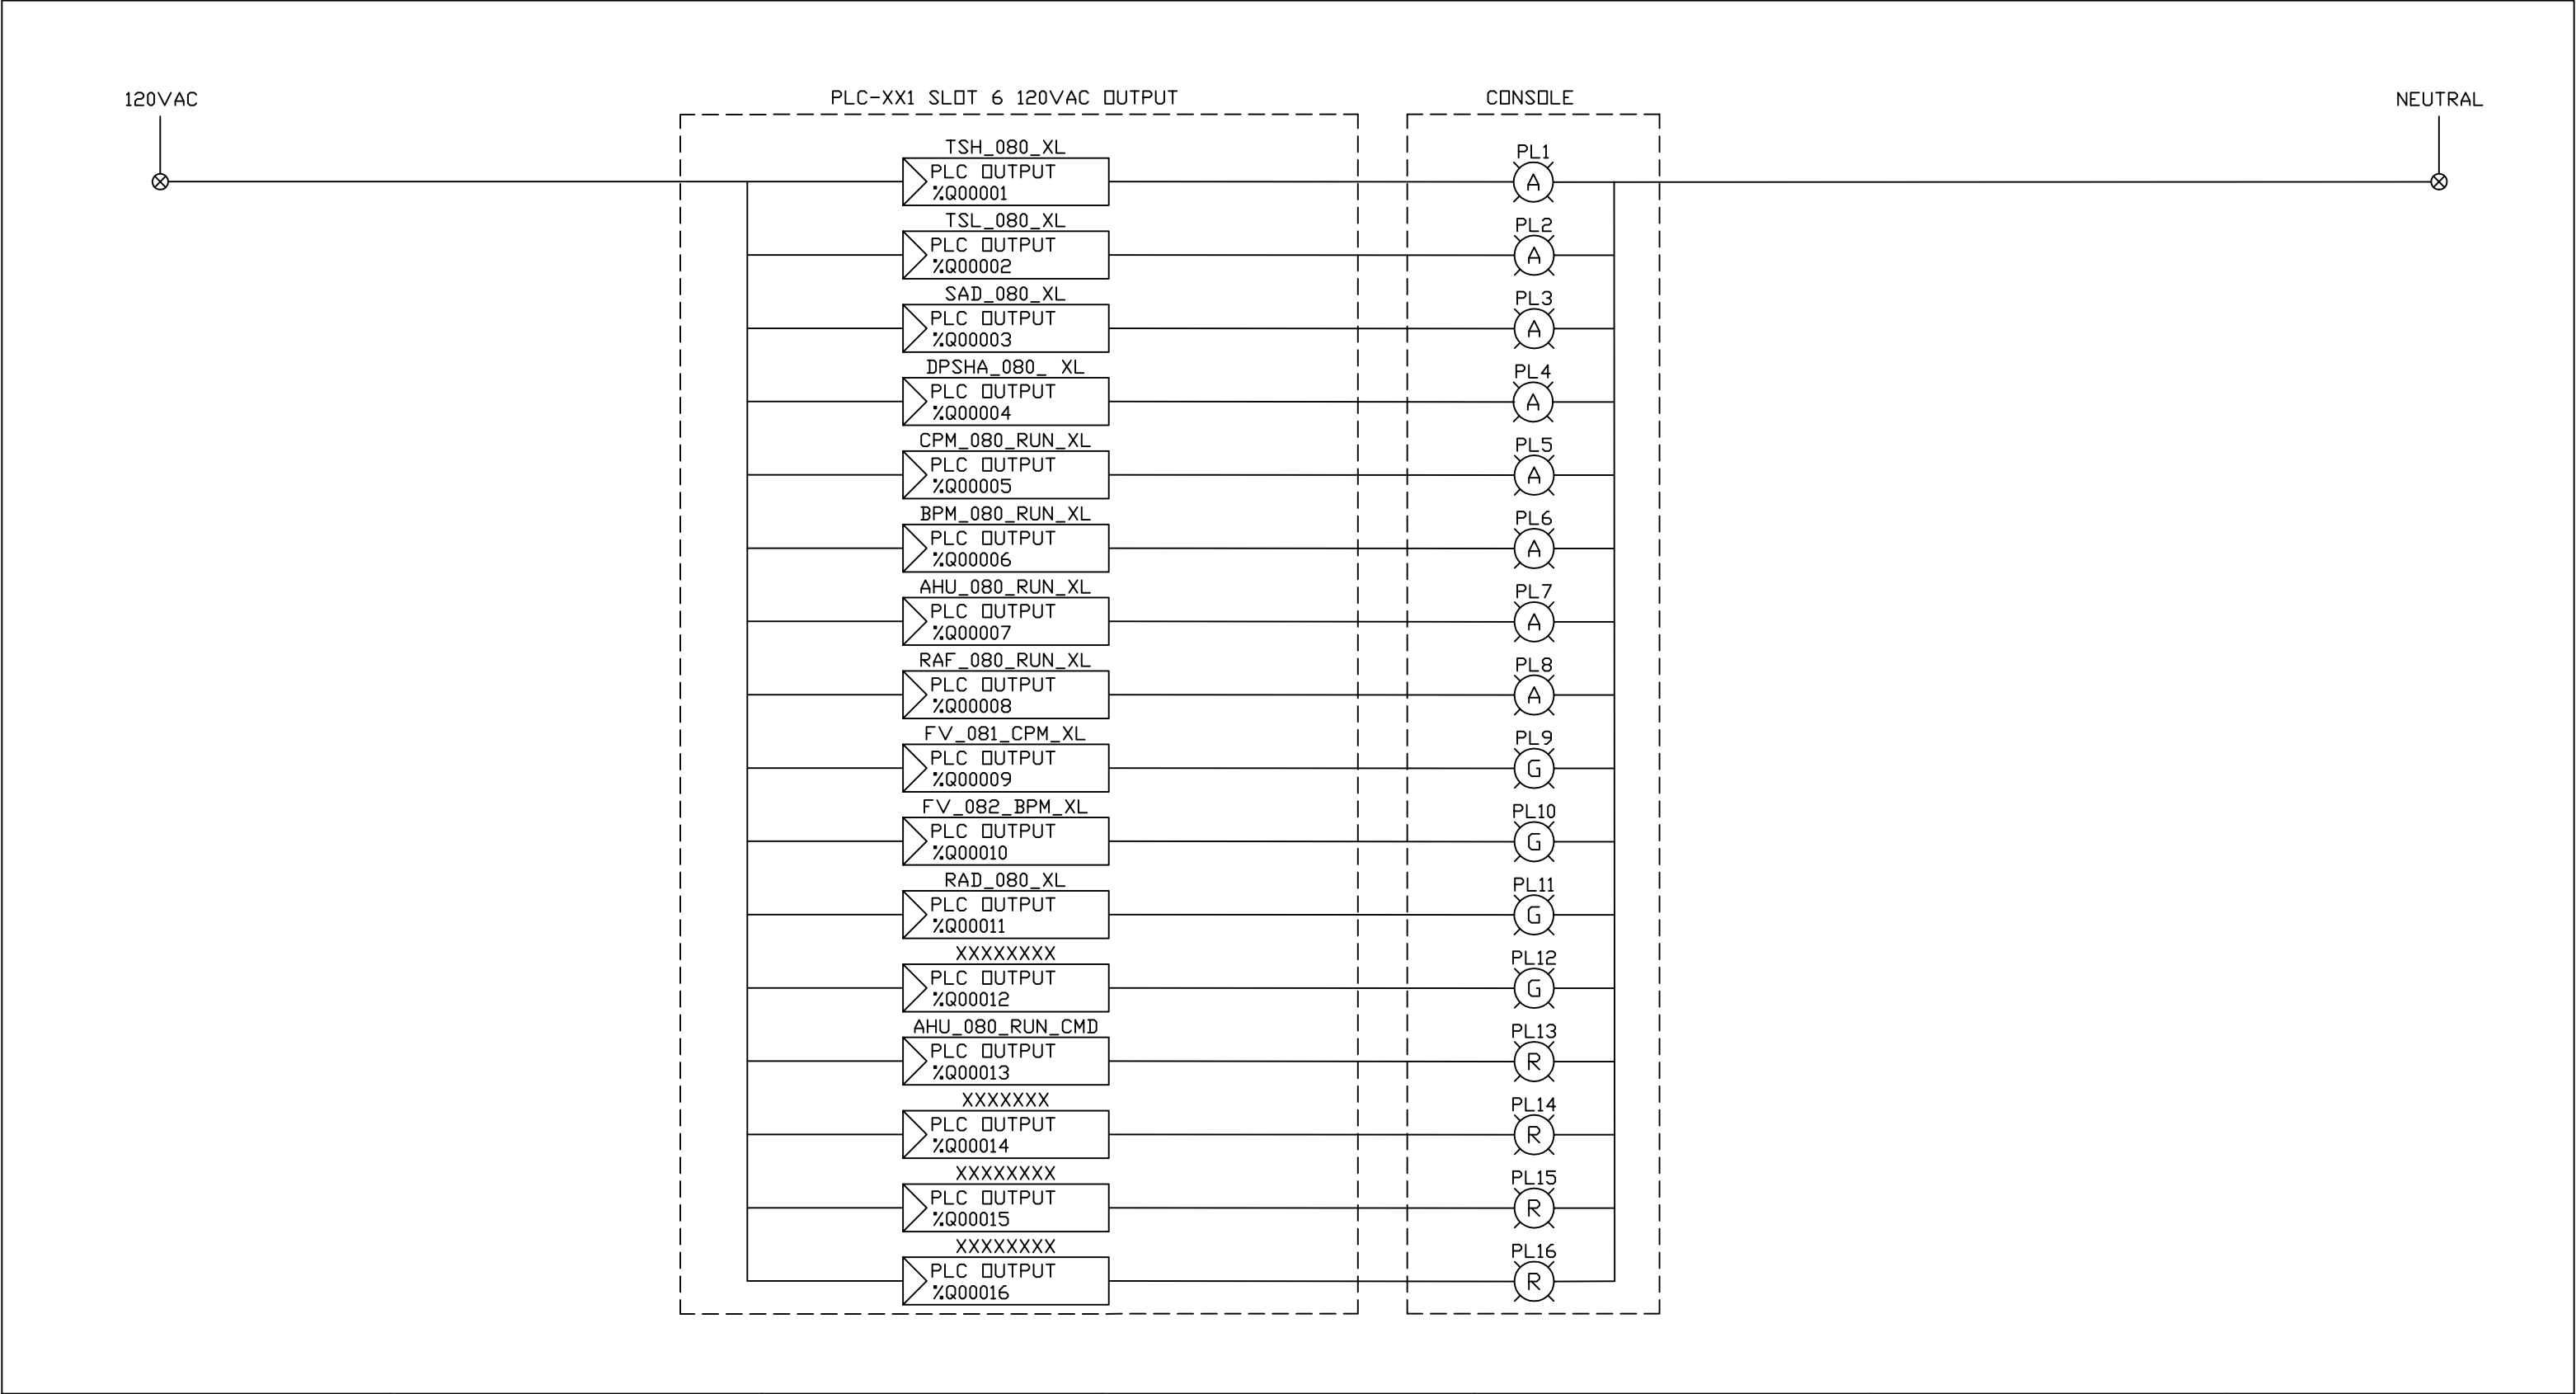 120VAC
PLC-XX1 SLOT 6 120VAC OUTPUT
CONSOLE
NEUTRAL
TSH_080_XL
PLC OUTPUT
%Q00001
PL1
A
TSL_080_XL
PLC OUTPUT
%Q00002
PL2
A
SAD_080_XL
PLC OUTPUT
%Q00003
PL3
A
DPSHA_080_ XL
PLC OUTPUT
%Q00004
PL4
A
CPM_080_RUN_XL
PLC OUTPUT
%Q00005
PL5
A
BPM_080_RUN_XL
PLC OUTPUT
%Q00006
PL6
A
AHU_080_RUN_XL
PLC OUTPUT
%Q00007
PL7
A
RAF_080_RUN_XL
PLC OUTPUT
%Q00008
PL8
A
FV_081_CPM_XL
PLC OUTPUT
%Q00009
PL9
G
FV_082_BPM_XL
PLC OUTPUT
%Q00010
PL10
G
RAD_080_XL
PLC OUTPUT
%Q00011
PL11
G
XXXXXXXX
PLC OUTPUT
%Q00012
PL12
G
AHU_080_RUN_CMD
PLC OUTPUT
%Q00013
PL13
R
XXXXXXX
PLC OUTPUT
%Q00014
PL14
R
XXXXXXXX
PLC OUTPUT
%Q00015
PL15
R
XXXXXXXX
PLC OUTPUT
%Q00016
PL16
R